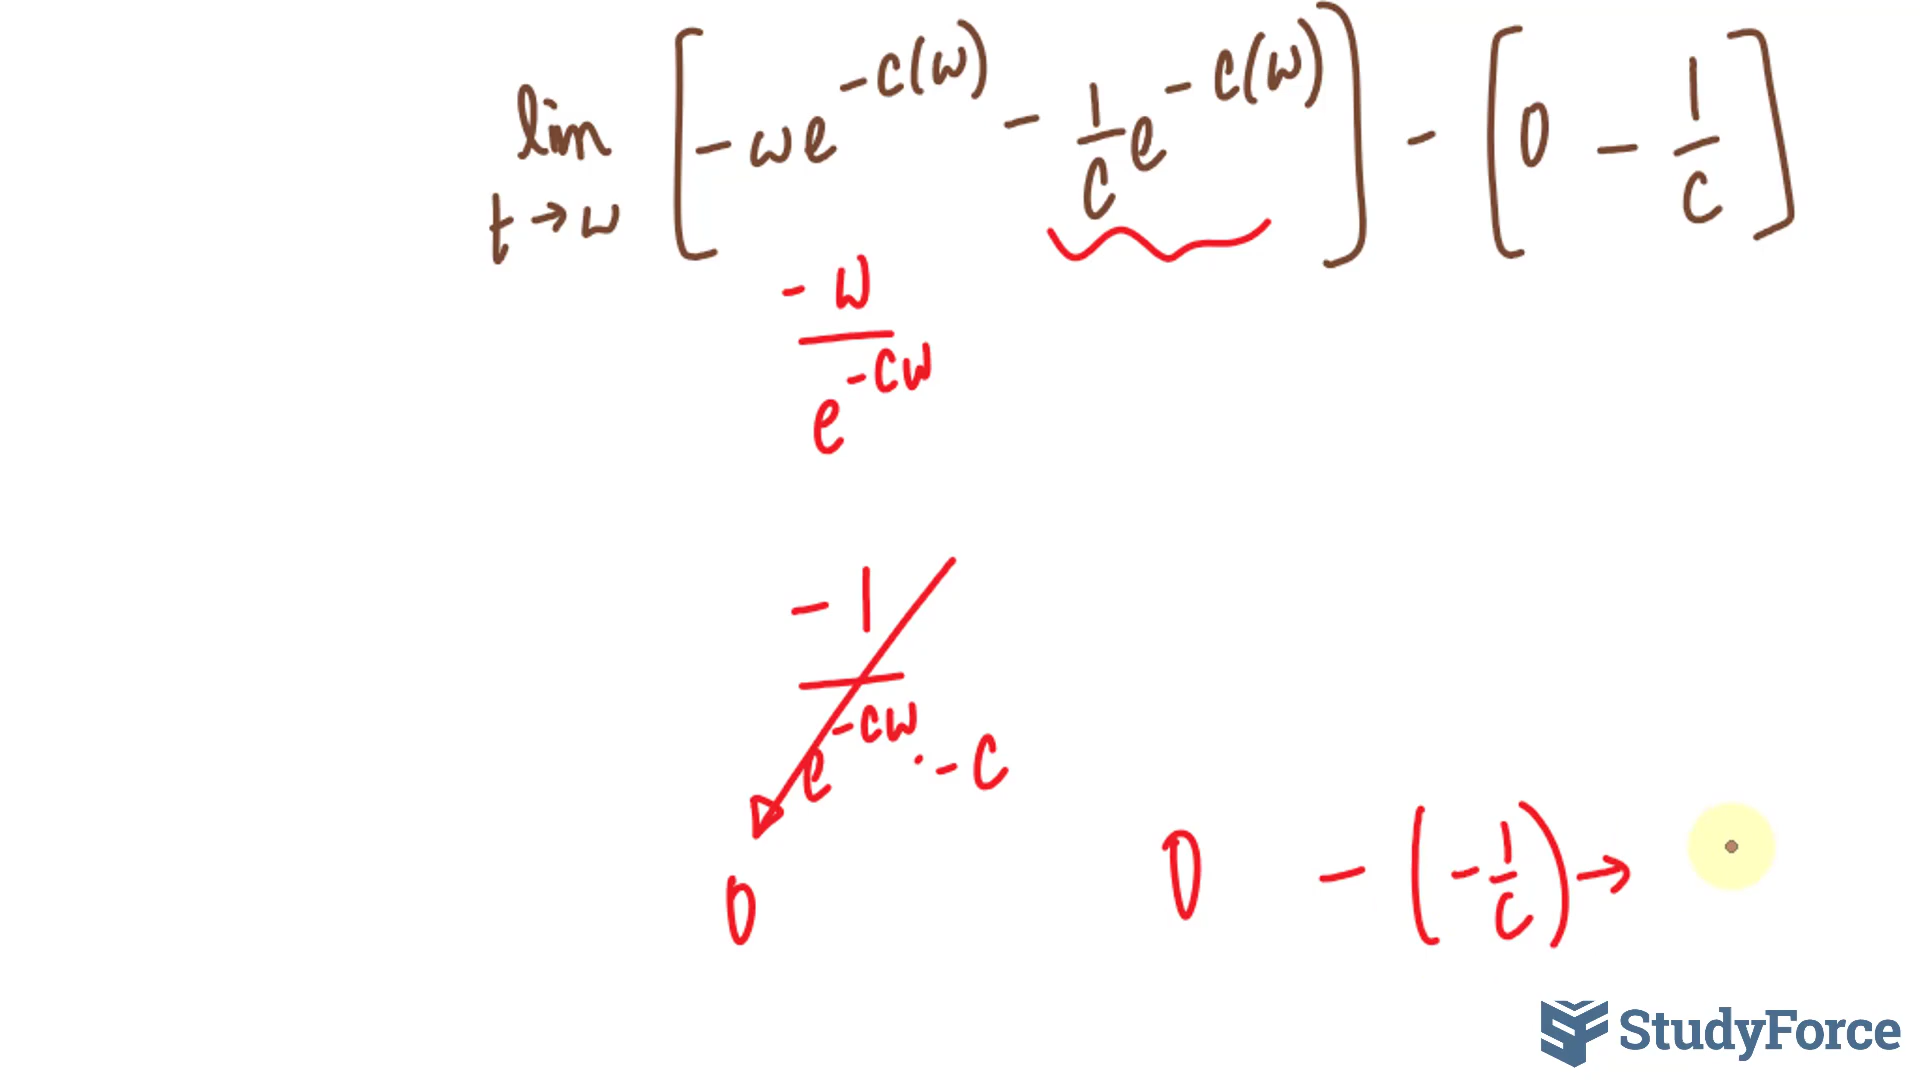 lim t→w [-we^{-c(w)} - 1/c e^{-c(w)}] - [0 - 1/c]
-w/e^{-cw}
-1/e^{-cw}·-c
0 0 - (-1/c) →
StudyForce